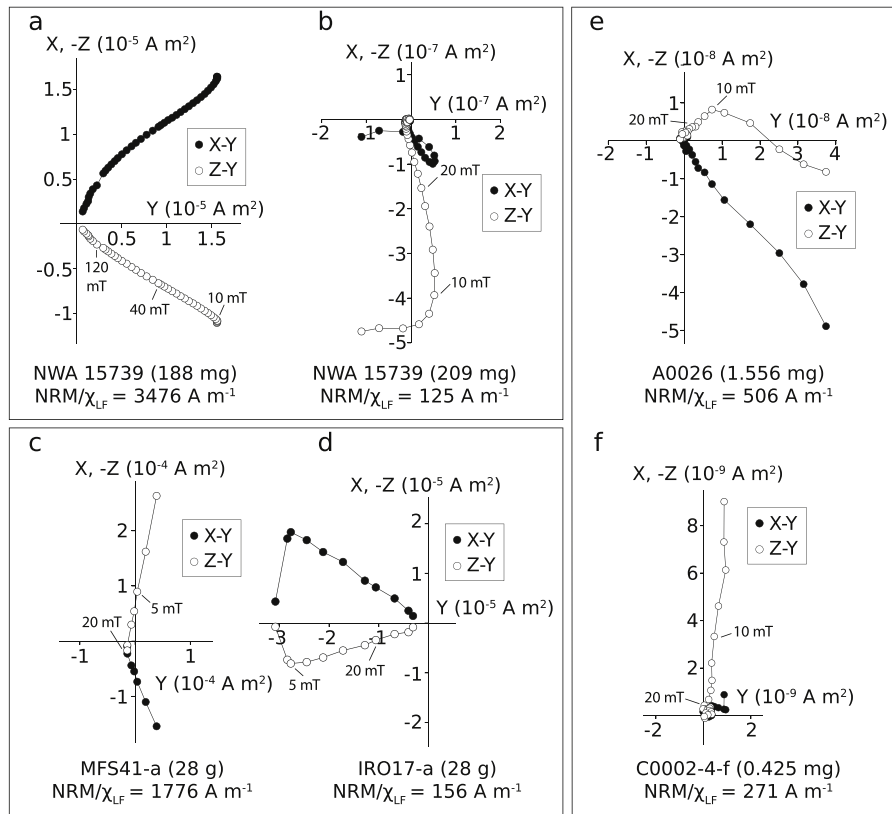 a
X, -Z (10⁻⁵ A m²)
1.5
1
0.5
X-Y
Z-Y
Y (10⁻⁵ A m²)
0.5
1
1.5
-0.5
-1
120
mT
40 mT
10 mT
NWA 15739 (188 mg)
NRM/χLF = 3476 A m⁻¹
b
X, -Z (10⁻⁷ A m²)
1
Y (10⁻⁷ A m²)
-2
-1
1
2
-1
20 mT
-2
X-Y
Z-Y
-3
-4
10 mT
-5
NWA 15739 (209 mg)
NRM/χLF = 125 A m⁻¹
c
X, -Z (10⁻⁴ A m²)
2
X-Y
Z-Y
1
5 mT
20 mT
-1
1
Y (10⁻⁴ A m²)
-1
MFS41-a (28 g)
NRM/χLF = 1776 A m⁻¹
d
X, -Z (10⁻⁵ A m²)
2
X-Y
Z-Y
1
Y (10⁻⁵ A m²)
-3
-2
-1
5 mT
20 mT
-1
-2
IRO17-a (28 g)
NRM/χLF = 156 A m⁻¹
e
X, -Z (10⁻⁸ A m²)
10 mT
1
20 mT
Y (10⁻⁸ A m²)
-2
-1
0
1
2
3
4
-1
X-Y
Z-Y
-2
-3
-4
-5
A0026 (1.556 mg)
NRM/χLF = 506 A m⁻¹
f
X, -Z (10⁻⁹ A m²)
8
X-Y
Z-Y
6
4
10 mT
2
20 mT
Y (10⁻⁹ A m²)
-2
2
C0002-4-f (0.425 mg)
NRM/χLF = 271 A m⁻¹